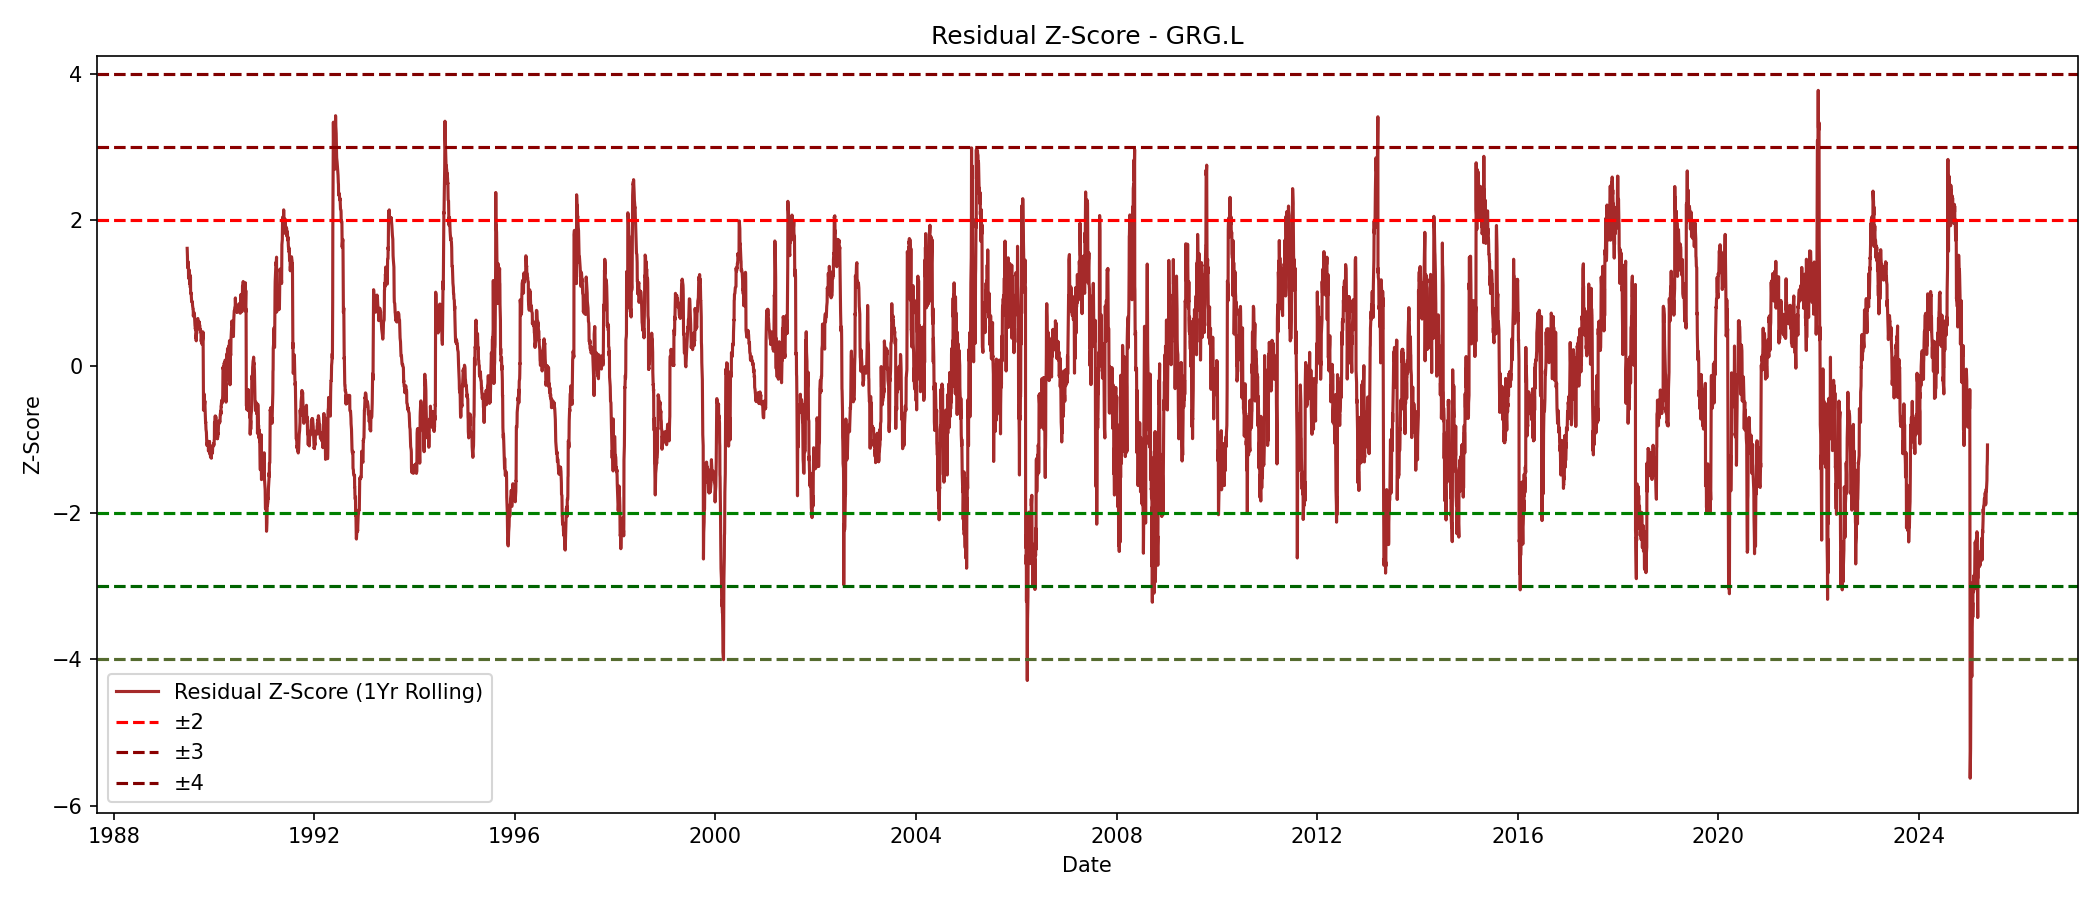 Residual Z-Score - GRG.L
4
3
2
0
−2
−4
−6
Z-Score
Residual Z-Score (1Yr Rolling)
±2
±3
±4
1988 1992 1996 2000 2004 2008 2012 2016 2020 2024
Date